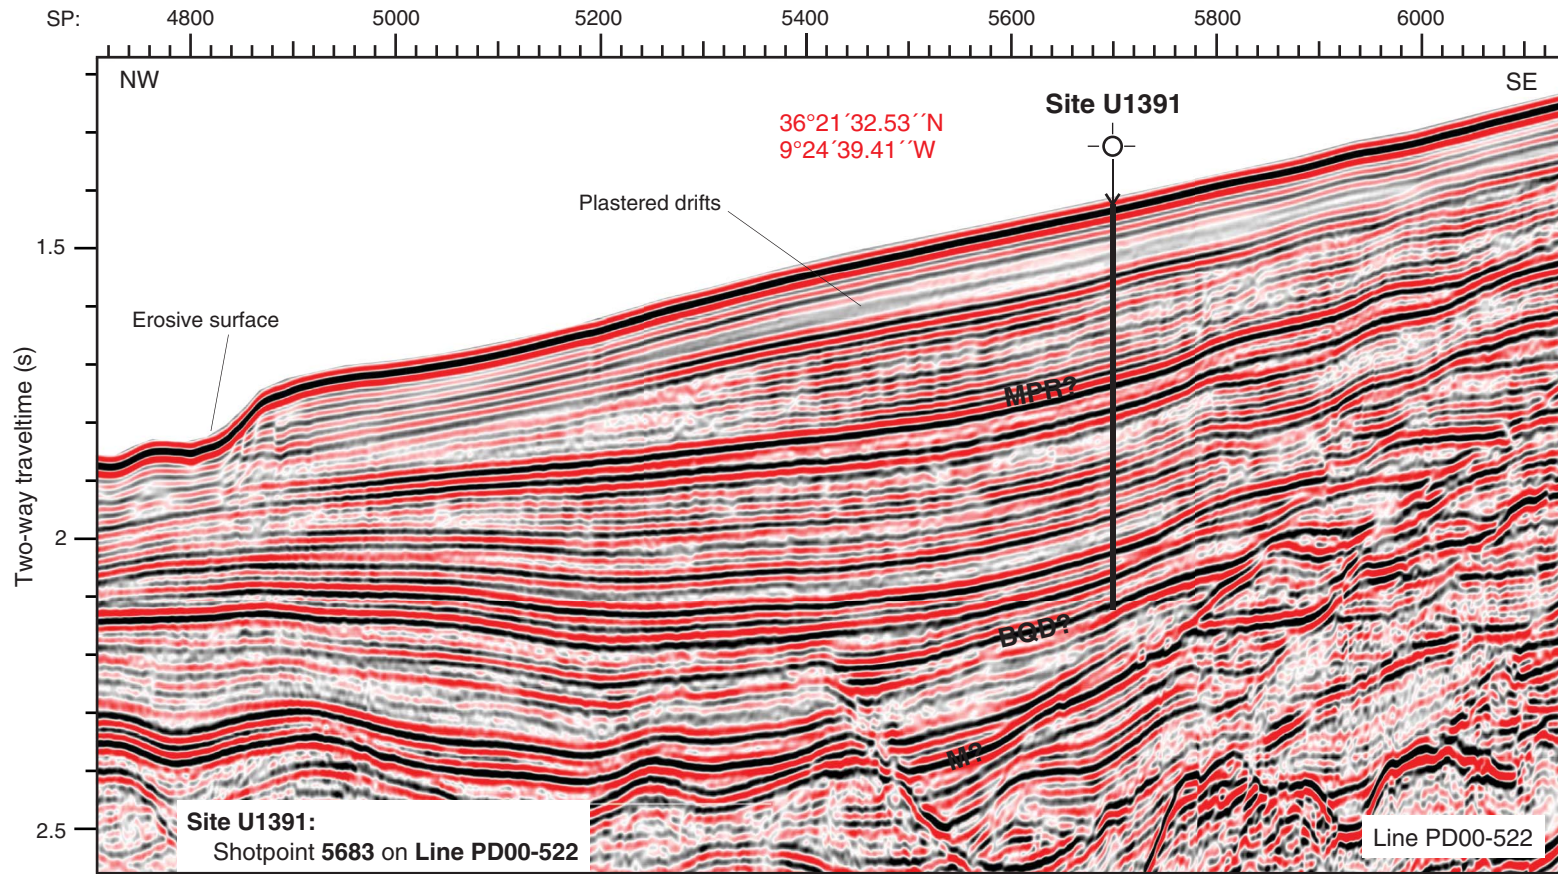 SP: 4800 5000 5200 5400 5600 5800 6000
NW
SE
Site U1391
36°21´32.53´´N
9°24´39.41´´W
Plastered drifts
1.5
Erosive surface
MPR?
Two-way traveltime (s)
2
BQD?
M?
Site U1391:
Shotpoint 5683 on Line PD00-522
2.5
Line PD00-522